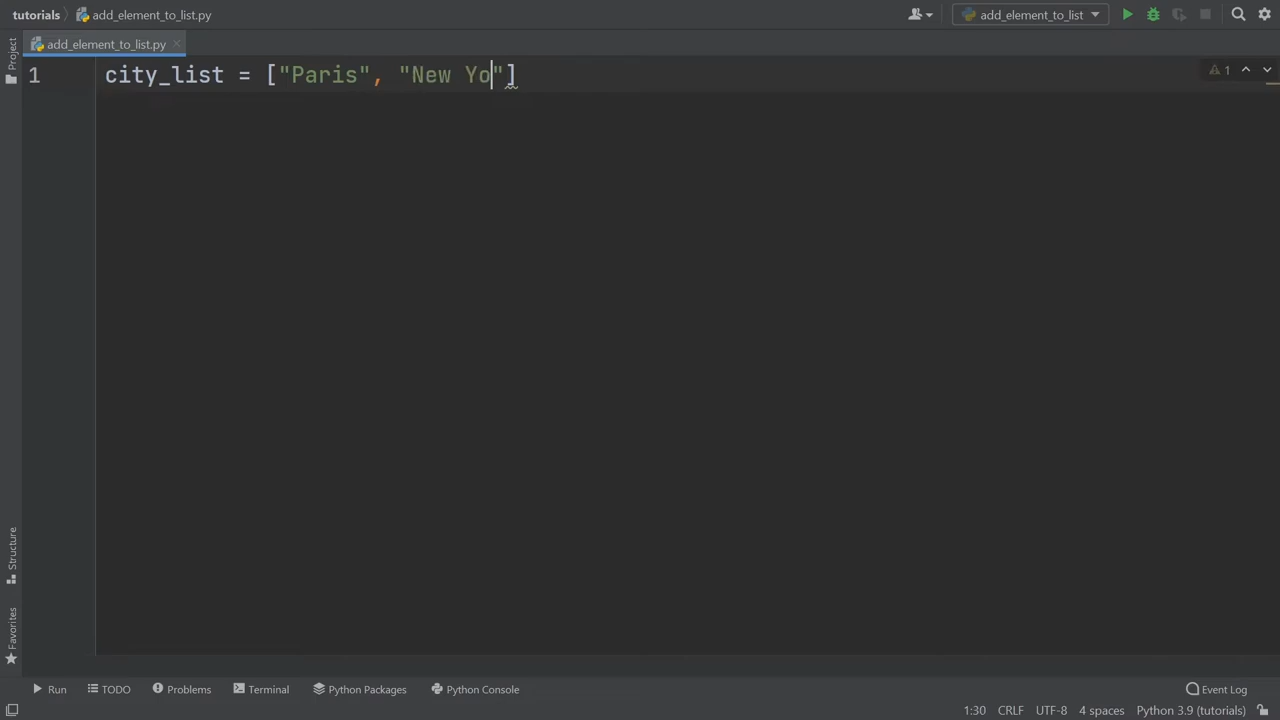 tutorials
add_element_to_list.py
add_element_to_list
add_element_to_list.py
Project
1
city_list = ["Paris", "New Yo"]
1
Structure
Favorites
Run
TODO
Problems
Terminal
Python Packages
Python Console
Event Log
1:30
CRLF
UTF-8
4 spaces
Python 3.9 (tutorials)